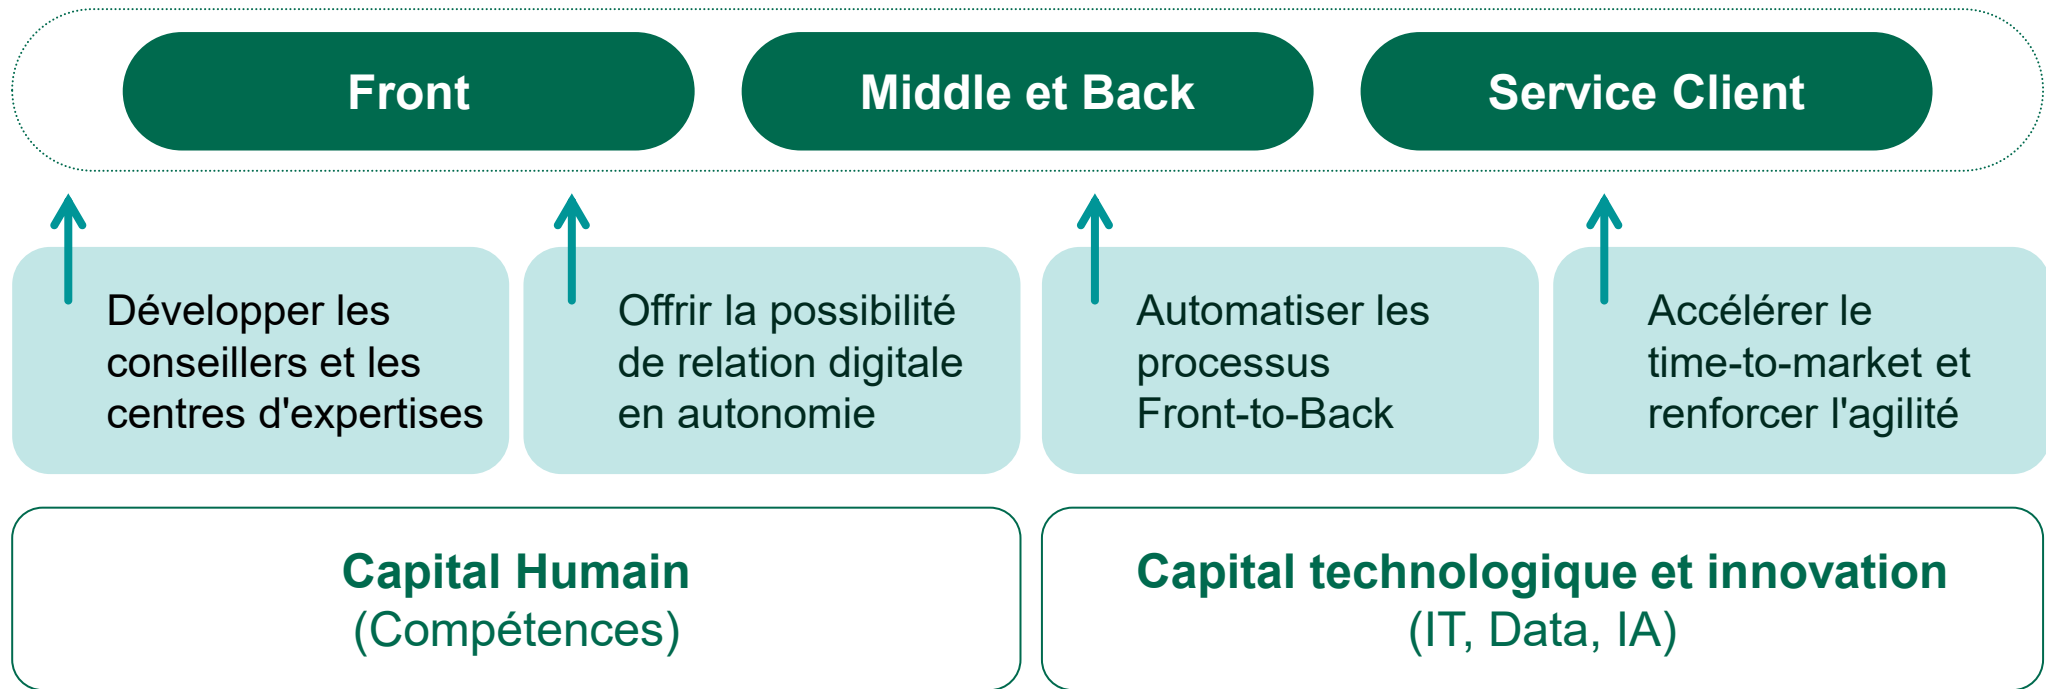 Front
Middle et Back
Service Client
Développer les
conseillers et les
centres d'expertises
Offrir la possibilité
de relation digitale
en autonomie
Automatiser les
processus
Front-to-Back
Accélérer le
time-to-market et
renforcer l'agilité
Capital Humain
(Compétences)
Capital technologique et innovation
(IT, Data, IA)